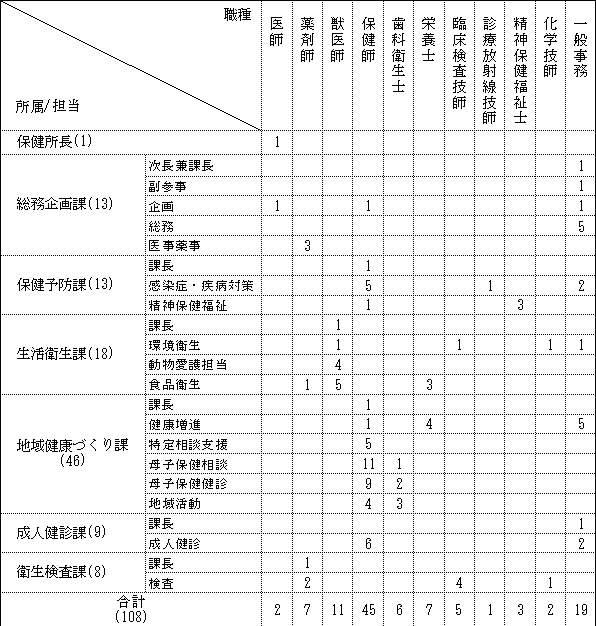 職種
所属/担当
医師 薬剤師 獣医師 保健師 歯科衛生士 栄養士 臨床検査技師 診療放射線技師 精神保健福祉士 化学技師 一般事務
保健所長(1) 1
総務企画課(13)
次長兼課長 1
副参事 1
企画 1 1 1
総務 5
医事薬事 3
保健予防課(13)
課長 1
感染症・疾病対策 5 1 2
精神保健福祉 1 3
生活衛生課(18)
課長 1
環境衛生 1 1 1 1
動物愛護担当 4
食品衛生 1 5 3
地域健康づくり課
(46)
課長 1
健康増進 1 4 5
特定相談支援 5
母子保健相談 11 1
母子保健健診 9 2
地域活動 4 3
成人健診課(9)
課長 1
成人健診 6 2
衛生検査課(8)
課長 1
検査 2 4 1
合計
(108)
2 7 11 45 6 7 5 1 3 2 19